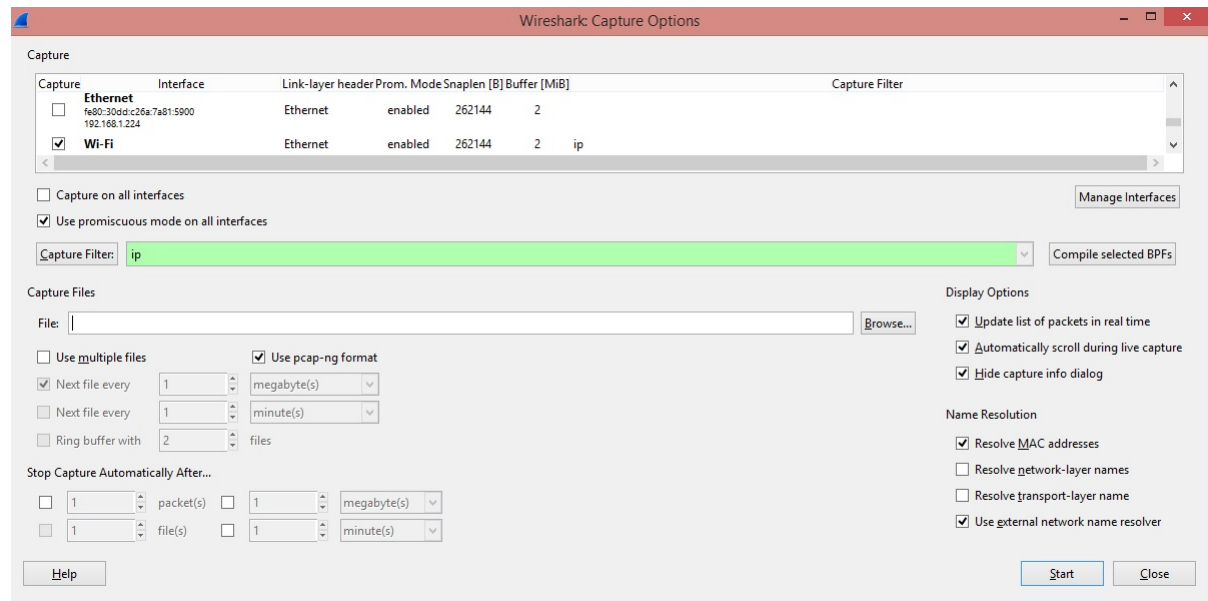 Wireshark: Capture Options
Capture
Capture Interface Link-layer header Prom. Mode Snaplen [B] Buffer [MiB] Capture Filter
Ethernet
fe80::30dd:c26a:7a81:5900 Ethernet enabled 262144 2
192.168.1.224
Wi-Fi Ethernet enabled 262144 2 ip
Capture on all interfaces Manage Interfaces
Use promiscuous mode on all interfaces
Capture Filter: ip Compile selected BPFs
Capture Files Display Options
File: Browse... Update list of packets in real time
Use multiple files Use pcap-ng format Automatically scroll during live capture
Next file every 1 megabyte(s) Hide capture info dialog
Next file every 1 minute(s) Name Resolution
Ring buffer with 2 files Resolve MAC addresses
Stop Capture Automatically After... Resolve network-layer names
1 packet(s) 1 megabyte(s) Resolve transport-layer name
1 file(s) 1 minute(s) Use external network name resolver
Help Start Close